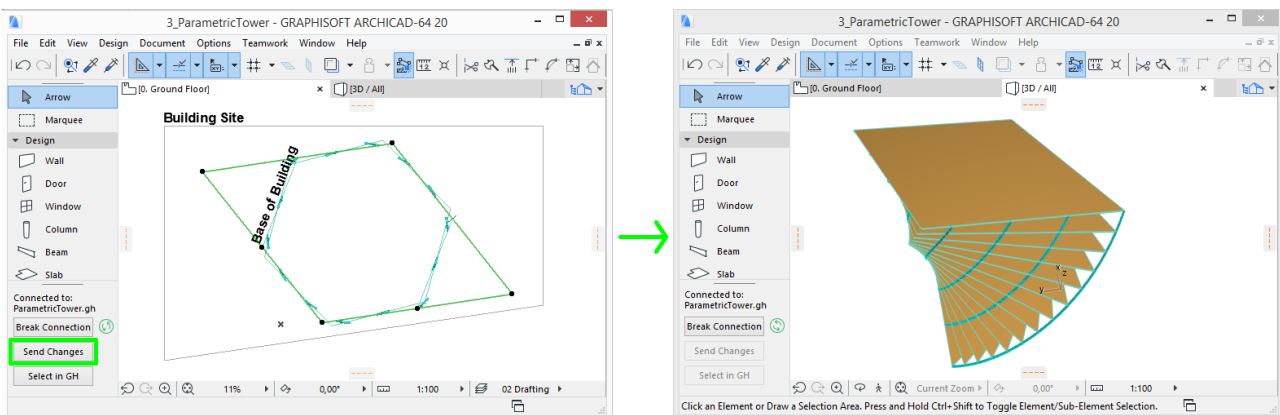 3_ParametricTower - GRAPHISOFT ARCHICAD-64 20
File Edit View Design Document Options Teamwork Window Help
[0. Ground Floor]
[3D / All]
Arrow
Marquee
Design
Wall
Door
Window
Column
Beam
Slab
Connected to:
ParametricTower.gh
Break Connection
Send Changes
Select in GH
Building Site
Base of Building
11%
0,00°
1:100
02 Drafting
3_ParametricTower - GRAPHISOFT ARCHICAD-64 20
File Edit View Design Document Options Teamwork Window Help
[0. Ground Floor]
[3D / All]
Arrow
Marquee
Design
Wall
Door
Window
Column
Beam
Slab
Connected to:
ParametricTower.gh
Break Connection
Send Changes
Select in GH
x
z
y
Current Zoom
0,00°
1:100
Click an Element or Draw a Selection Area. Press and Hold Ctrl+Shift to Toggle Element/Sub-Element Selection.